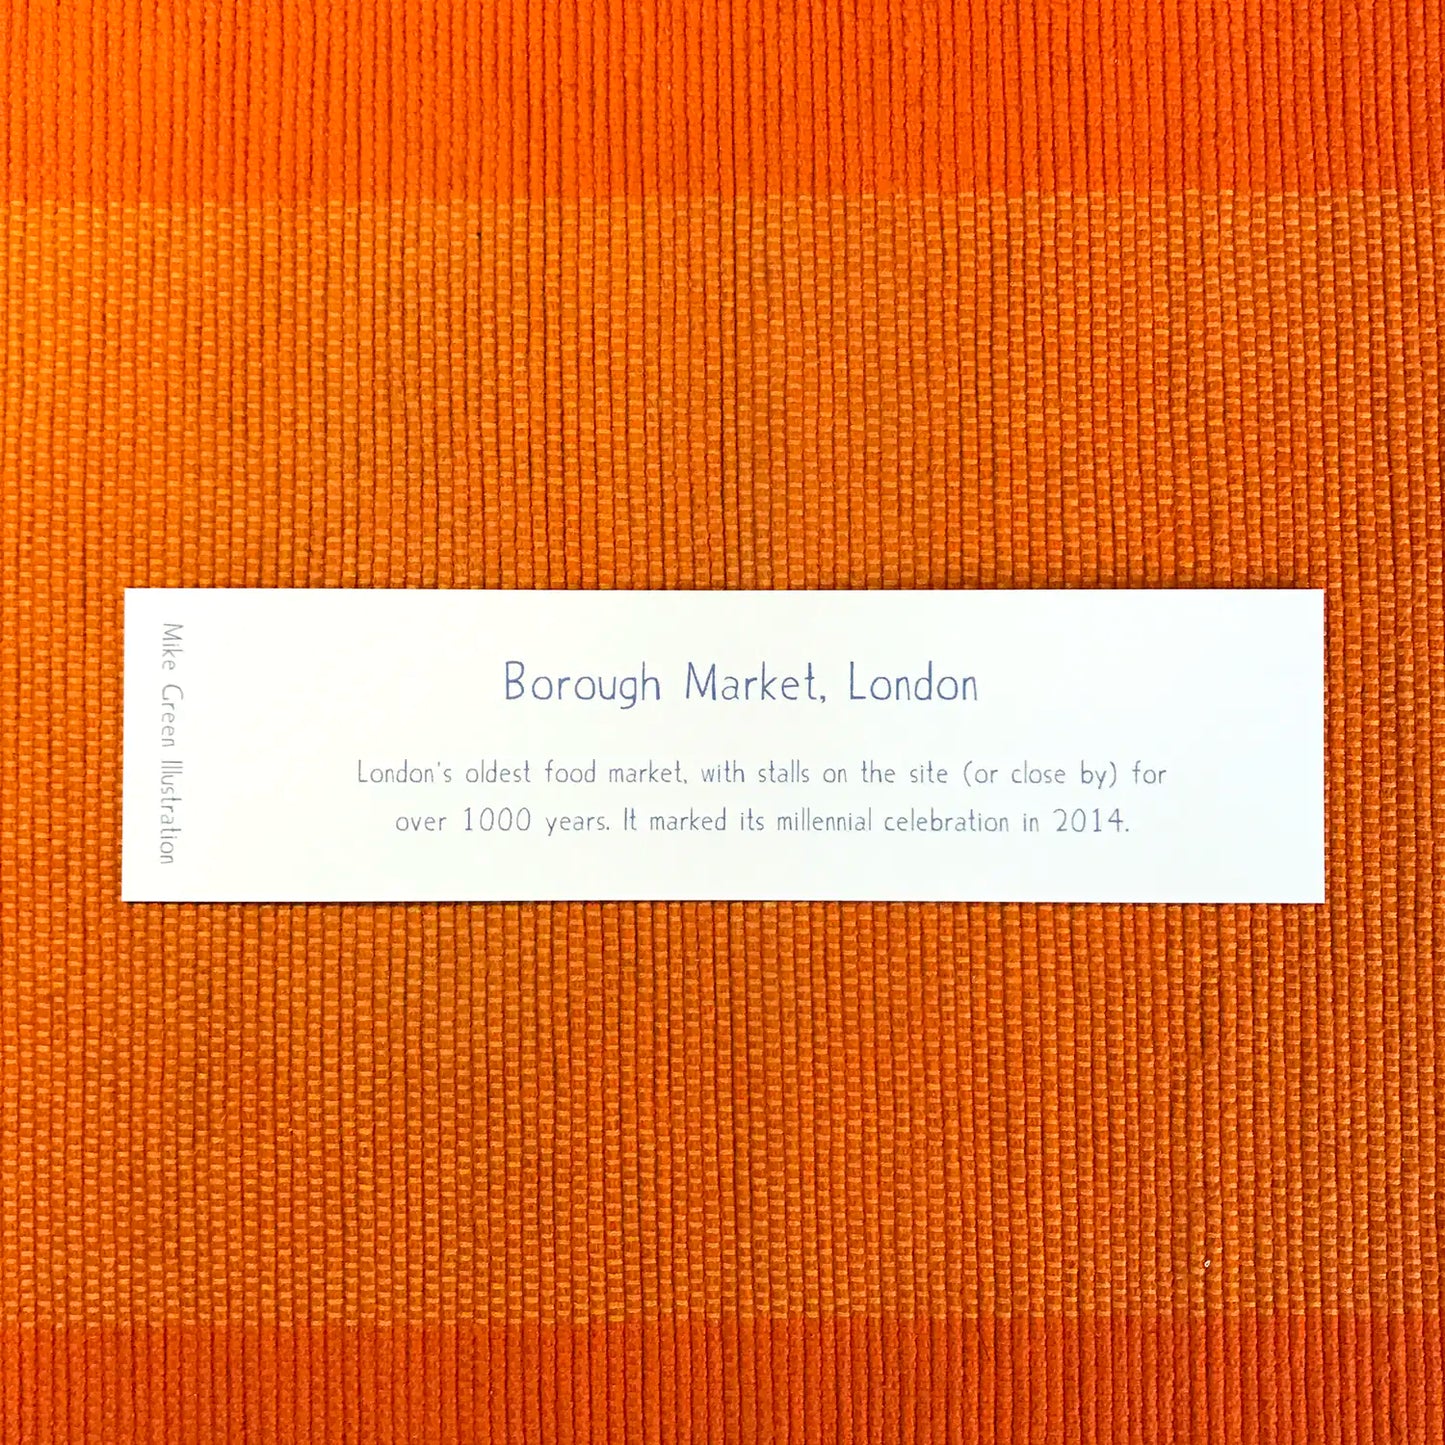 Mike Green Illustration
Borough Market, London
London's oldest food market, with stalls on the site (or close by) for
over 1000 years. It marked its millennial celebration in 2014.